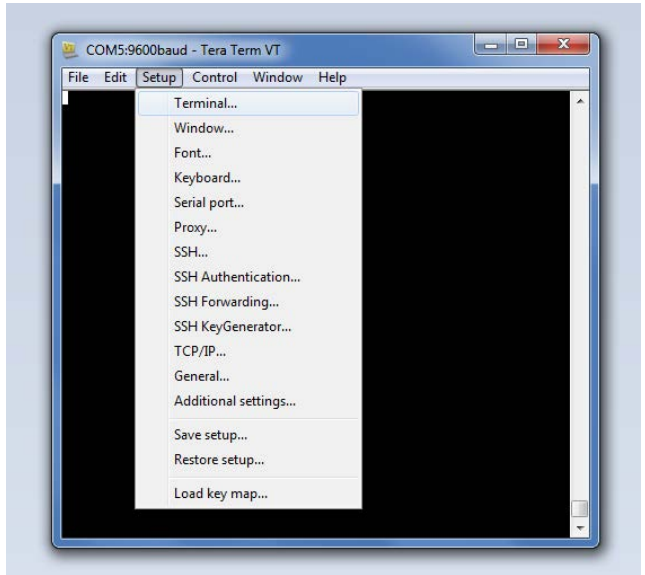 COM5:9600baud - Tera Term VT
File Edit Setup Control Window Help
Terminal...
Window...
Font...
Keyboard...
Serial port...
Proxy...
SSH...
SSH Authentication...
SSH Forwarding...
SSH KeyGenerator...
TCP/IP...
General...
Additional settings...
Save setup...
Restore setup...
Load key map...